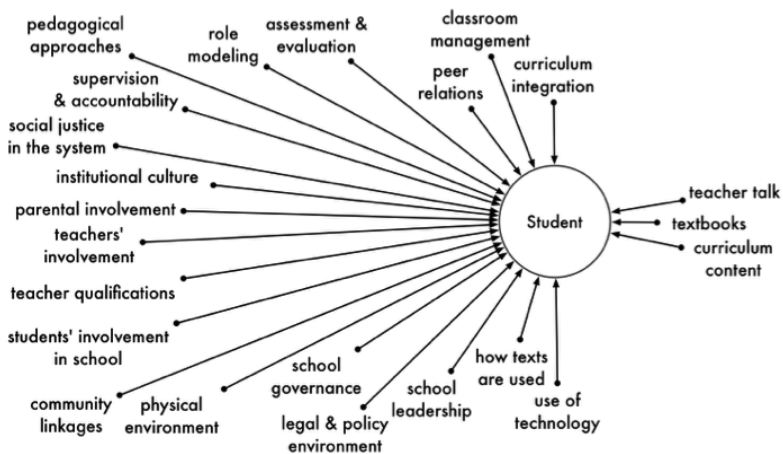 pedagogical
approaches
role
modeling
assessment &
evaluation
classroom
management
supervision
& accountability
peer
relations
curriculum
integration
social justice
in the system
institutional culture
parental involvement
teachers'
involvement
teacher qualifications
students' involvement
in school
community
linkages
physical
environment
school
governance
legal & policy
environment
school
leadership
how texts
are used
use of
technology
Student
teacher talk
textbooks
curriculum
content